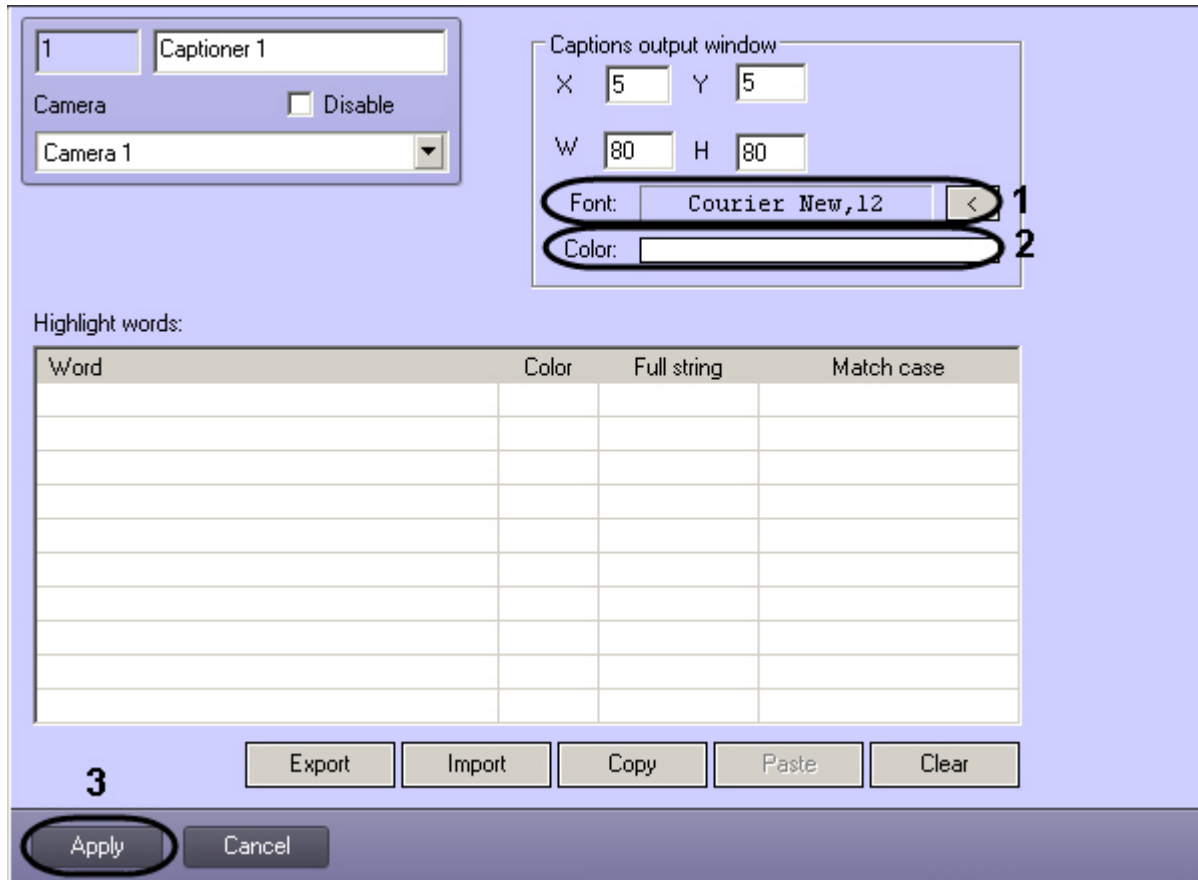 1 Captioner 1
Camera Disable
Camera 1
Captions output window
X 5 Y 5
W 80 H 80
Font: Courier New,12 < 1
Color: 2
Highlight words:
Word Color Full string Match case
Export Import Copy Paste Clear
3
Apply Cancel